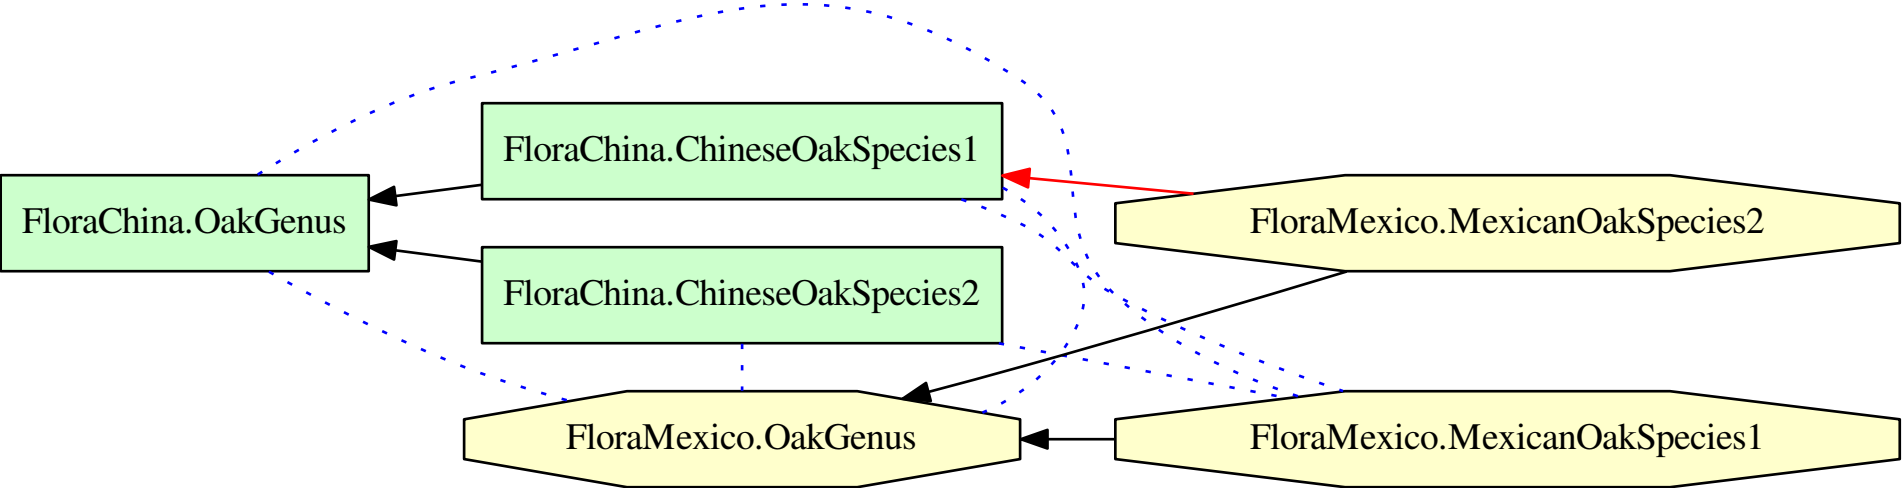 FloraChina.ChineseOakSpecies1
FloraChina.OakGenus
FloraMexico.MexicanOakSpecies2
FloraChina.ChineseOakSpecies2
FloraMexico.OakGenus
FloraMexico.MexicanOakSpecies1